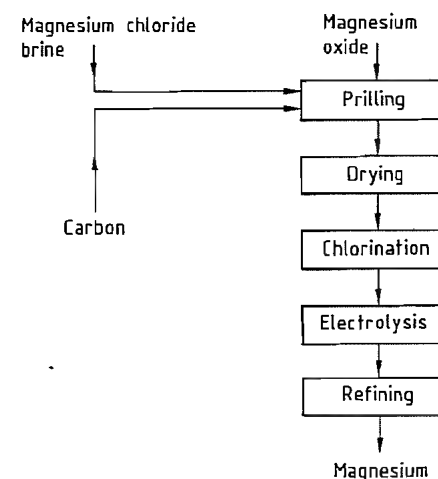 Magnesium chloride
brine
Magnesium
oxide
Prilling
Drying
Carbon
Chlorination
Electrolysis
Refining
Magnesium